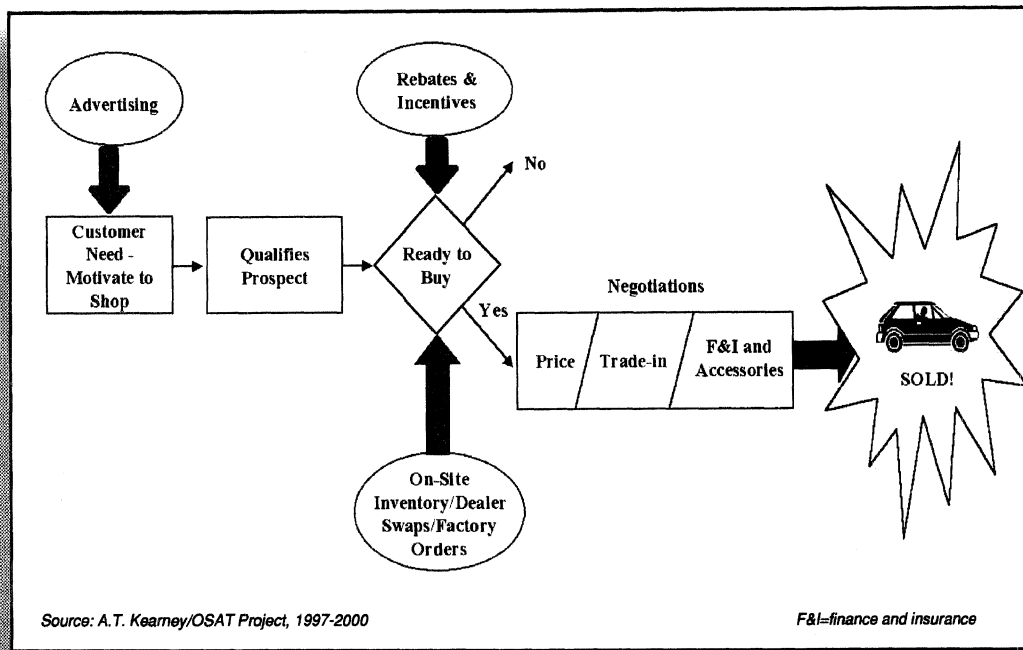 Advertising
Rebates &
Incentives
No
Customer
Need -
Motivate to
Shop
Qualifies
Prospect
Ready to
Buy
Yes
Negotiations
Price
Trade-in
F&I and
Accessories
SOLD!
On-Site
Inventory/Dealer
Swaps/Factory
Orders
Source: A.T. Kearney/OSAT Project, 1997-2000
F&I=finance and insurance